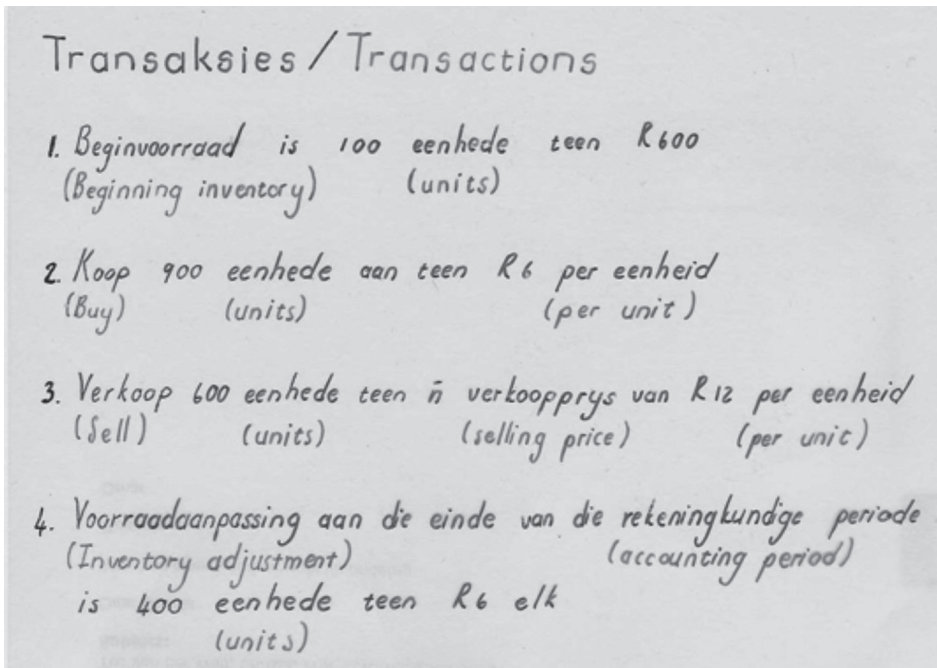 Transaksies / Transactions
1. Beginvoorraad is 100 eenhede teen R600
(Beginning inventory) (units)
2. Koop 900 eenhede aan teen R6 per eenheid
(Buy) (units) (per unit)
3. Verkoop 600 eenhede teen ñ verkoopprys van R12 per eenheid
(Sell) (units) (selling price) (per unit)
4. Voorraadaanpassing aan die einde van die rekeningkundige periode
(Inventory adjustment) (accounting period)
is 400 eenhede teen R6 elk
(units)